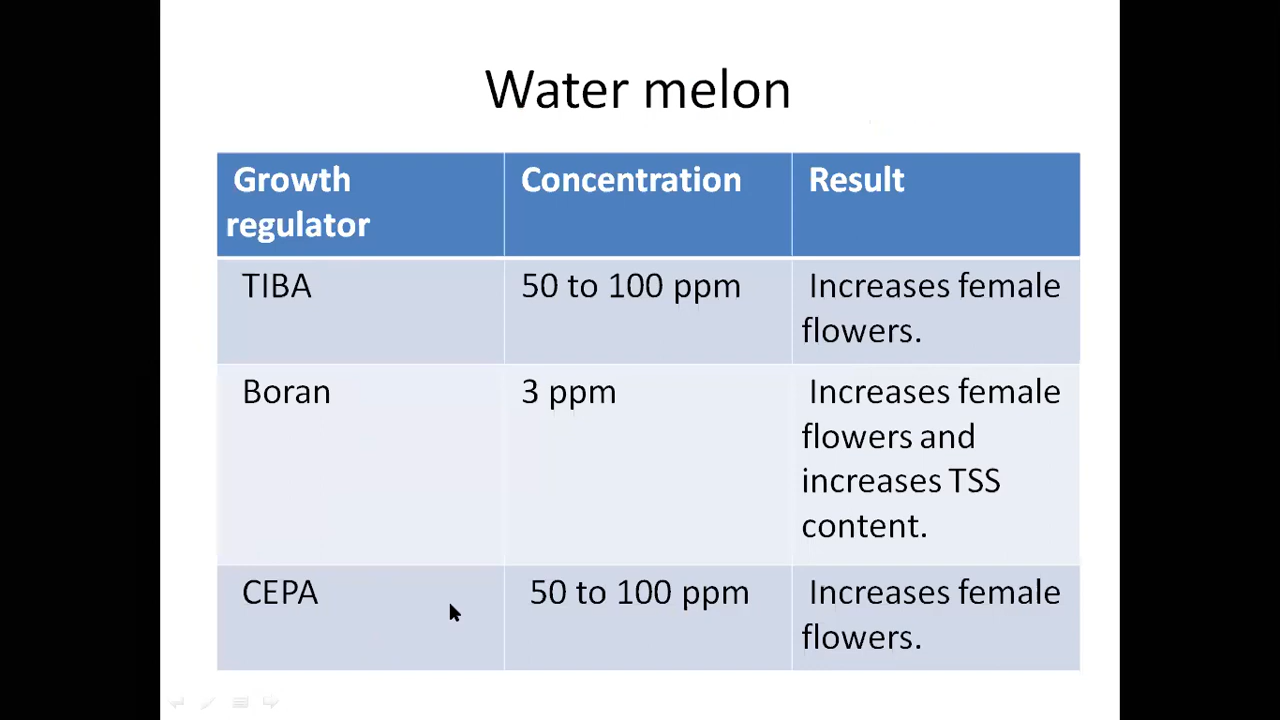 Water melon
Growth
regulator
Concentration
Result
TIBA
50 to 100 ppm
Increases female
flowers.
Boran
3 ppm
Increases female
flowers and
increases TSS
content.
CEPA
50 to 100 ppm
Increases female
flowers.